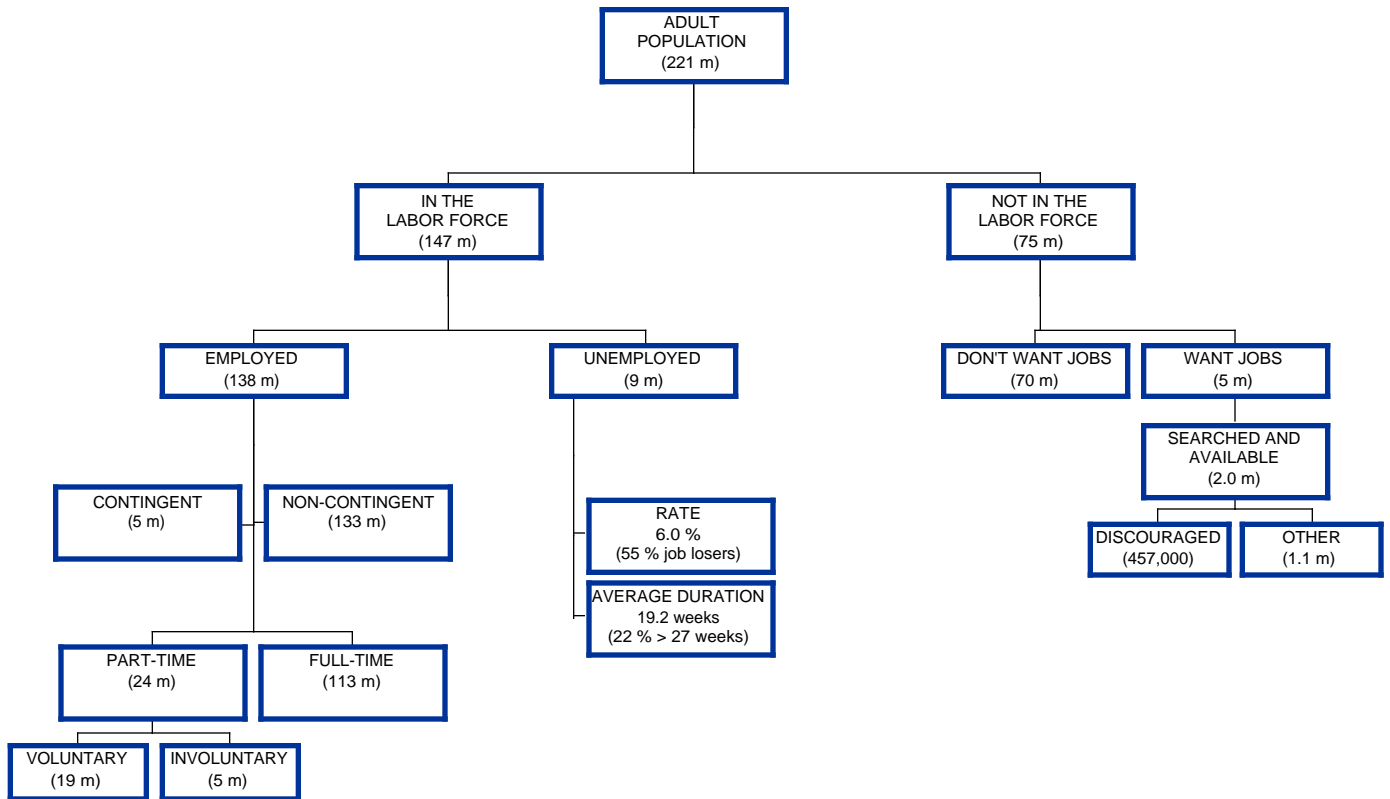 ADULT
POPULATION
(221 m)
IN THE
LABOR FORCE
(147 m)
NOT IN THE
LABOR FORCE
(75 m)
EMPLOYED
(138 m)
UNEMPLOYED
(9 m)
DON'T WANT JOBS
(70 m)
WANT JOBS
(5 m)
SEARCHED AND
AVAILABLE
(2.0 m)
CONTINGENT
(5 m)
NON-CONTINGENT
(133 m)
RATE
6.0 %
(55 % job losers)
DISCOURAGED
(457,000)
OTHER
(1.1 m)
AVERAGE DURATION
19.2 weeks
(22 % > 27 weeks)
PART-TIME
(24 m)
FULL-TIME
(113 m)
VOLUNTARY
(19 m)
INVOLUNTARY
(5 m)